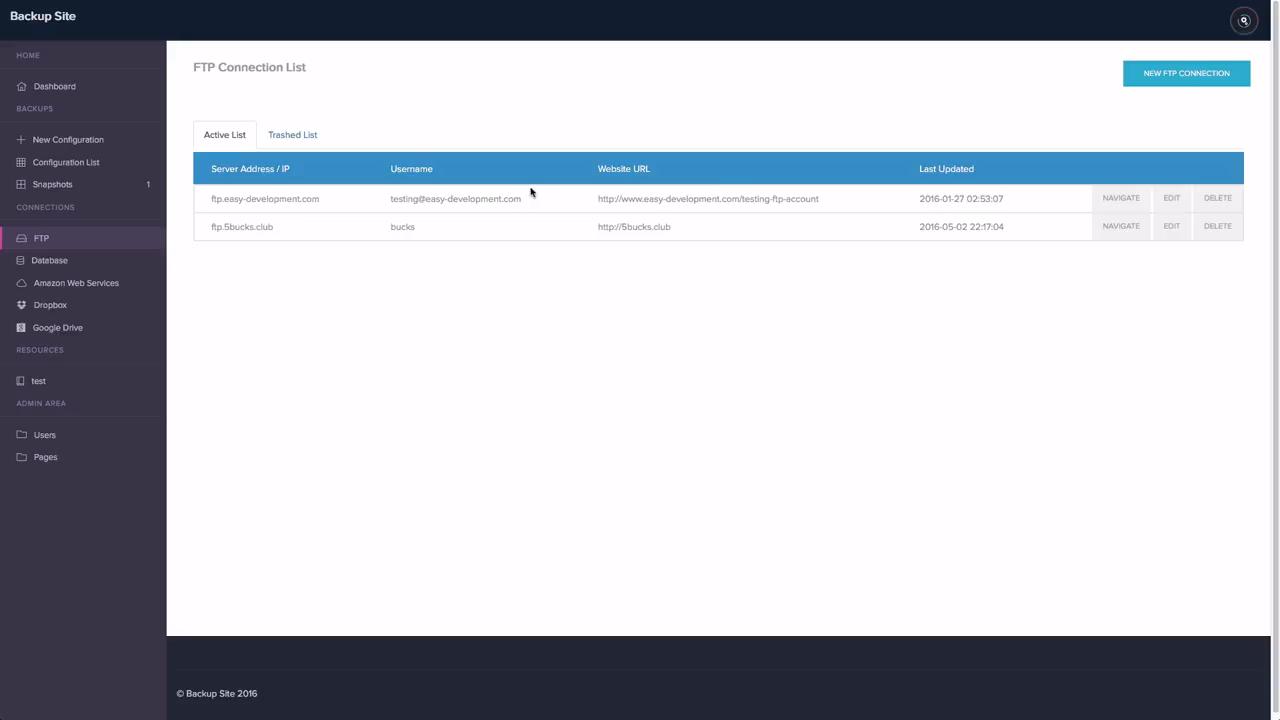 Backup Site
HOME
Dashboard
BACKUPS
New Configuration
Configuration List
Snapshots 1
CONNECTIONS
FTP
Database
Amazon Web Services
Dropbox
Google Drive
RESOURCES
test
ADMIN AREA
Users
Pages
FTP Connection List
NEW FTP CONNECTION
Active List Trashed List
Server Address / IP Username Website URL Last Updated
ftp.easy-development.com testing@easy-development.com http://www.easy-development.com/testing-ftp-account 2016-01-27 02:53:07 NAVIGATE EDIT DELETE
ftp.5bucks.club bucks http://5bucks.club 2016-05-02 22:17:04 NAVIGATE EDIT DELETE
© Backup Site 2016